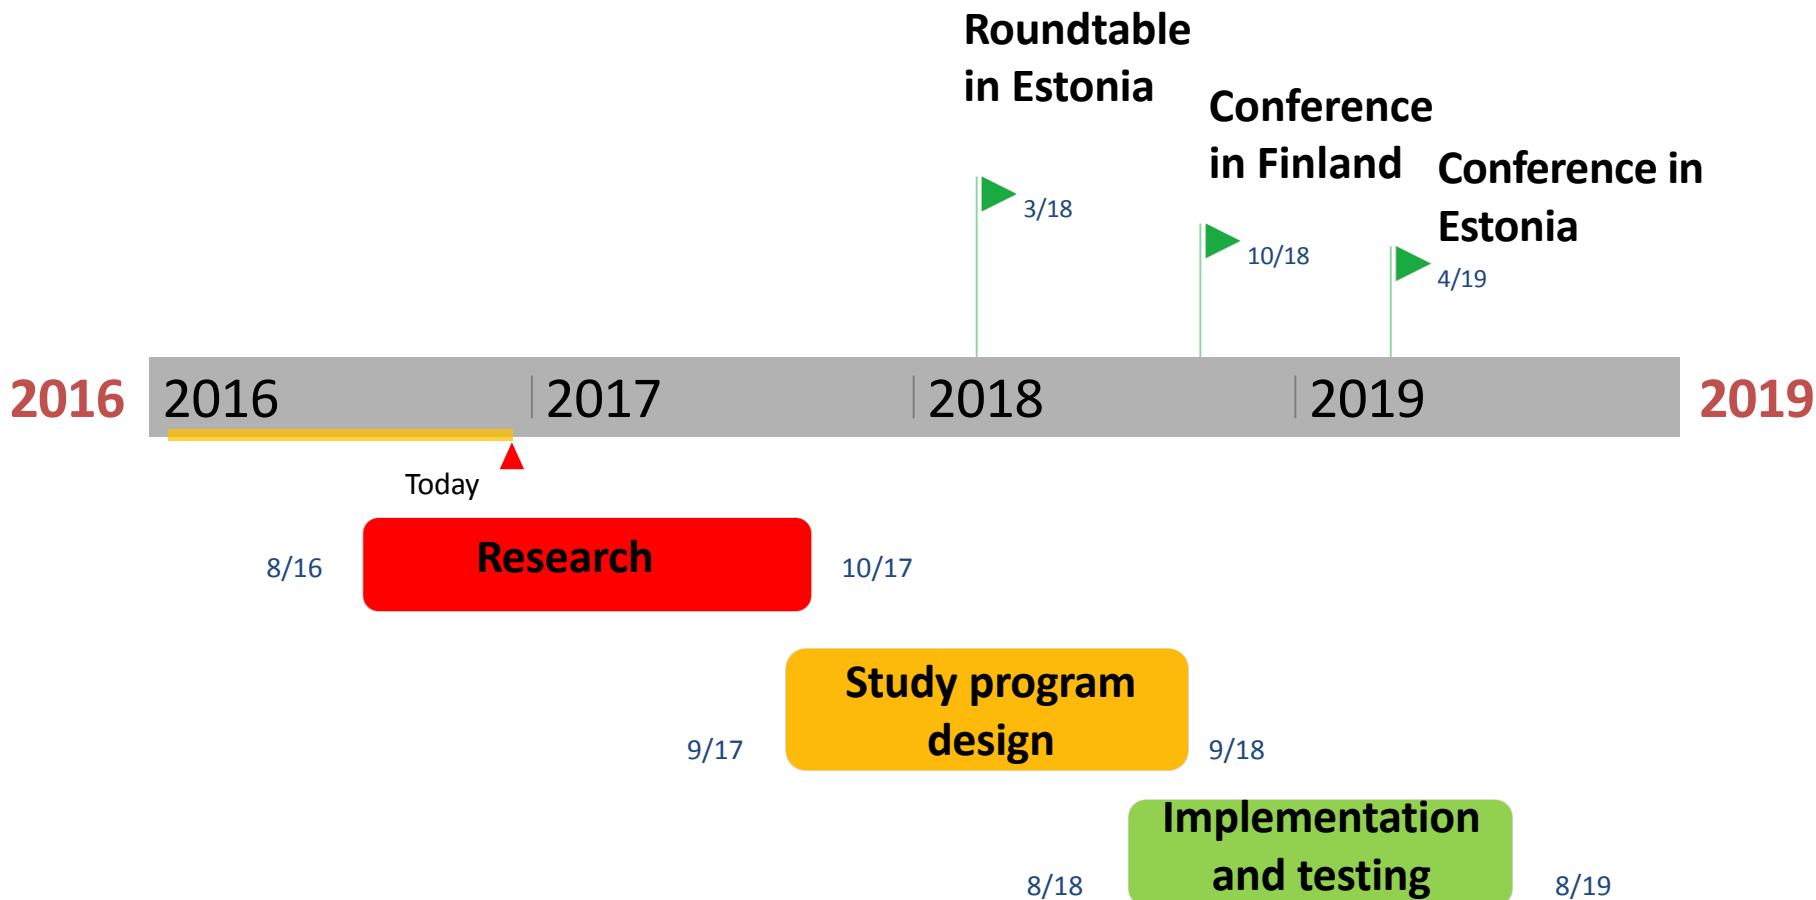 Roundtable
in Estonia
3/18
Conference
in Finland
10/18
Conference in
Estonia
4/19
2016 2016 2017 2018 2019 2019
Today
8/16 Research 10/17
Study program
design
9/17 9/18
Implementation
and testing
8/18 8/19